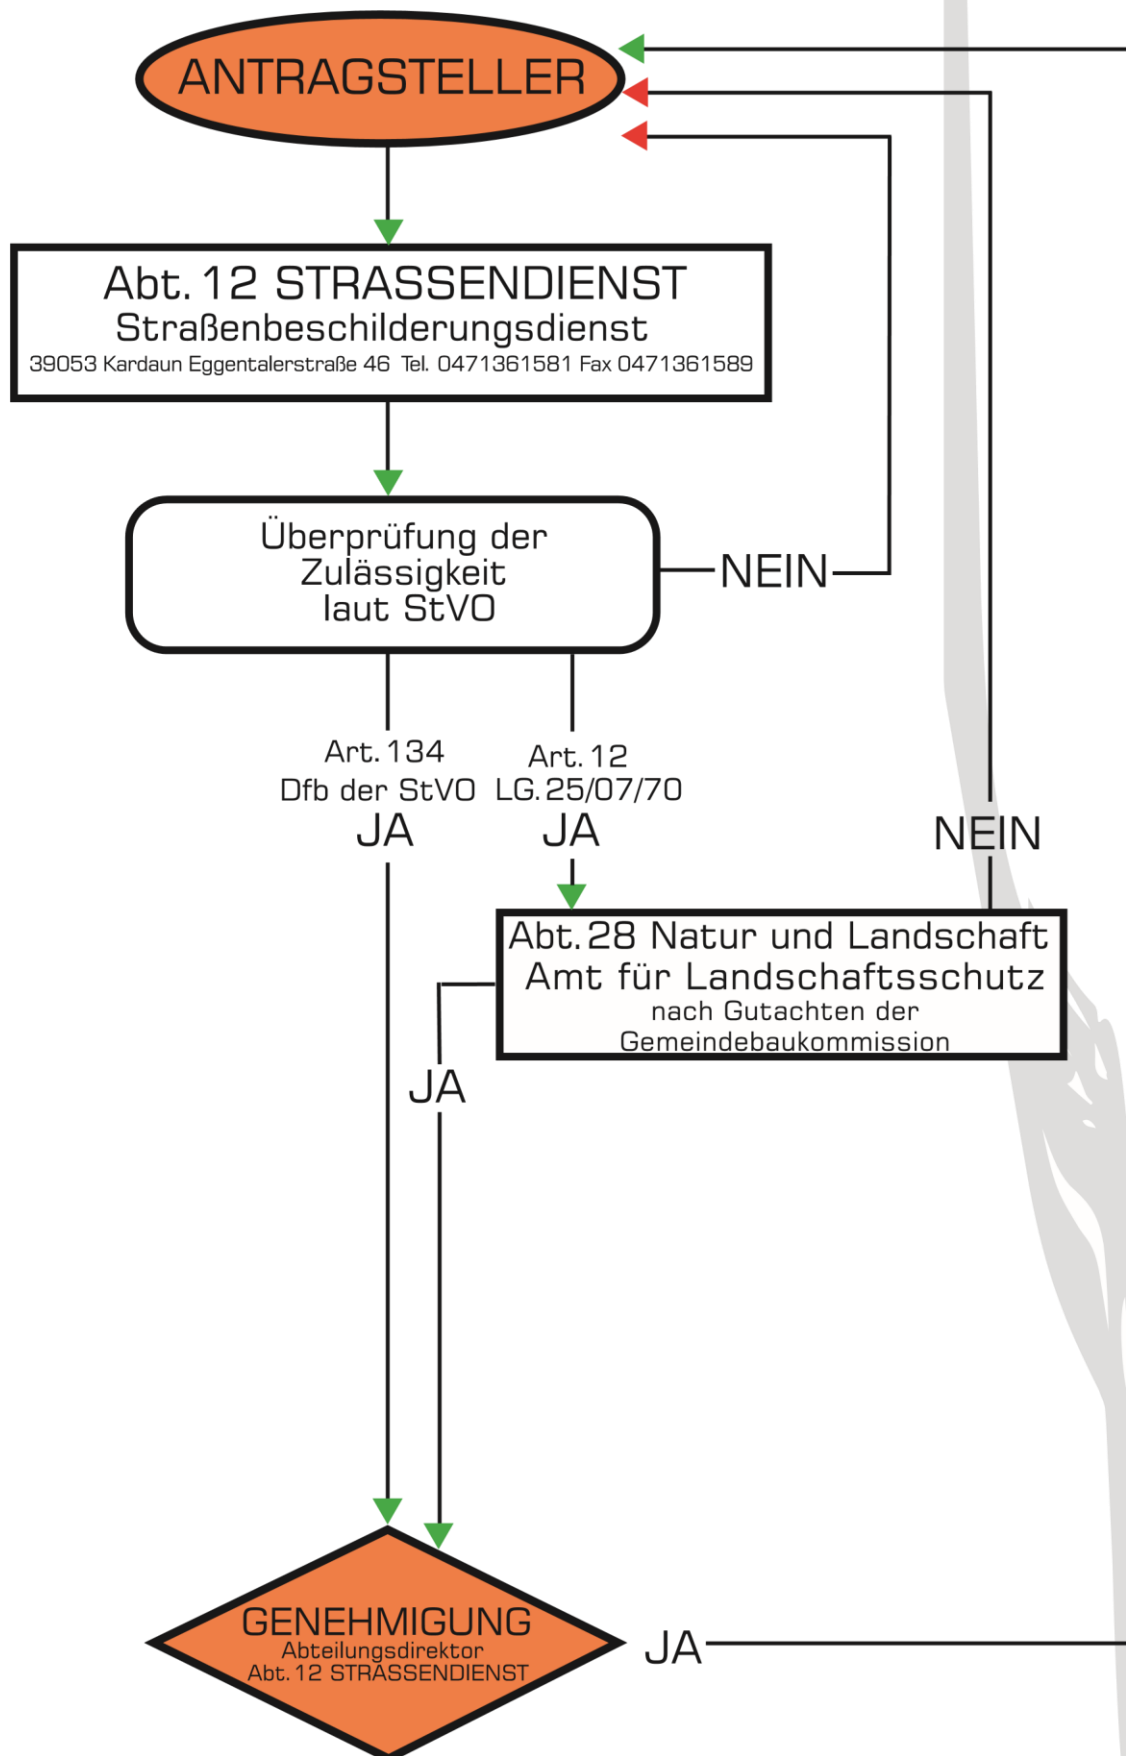 ANTRAGSTELLER
Abt. 12 STRASSENDIENST
Straßenbeschilderungsdienst
39053 Kardaun Eggentalerstraße 46 Tel. 0471361581 Fax 0471361589
Überprüfung der
Zulässigkeit
laut StVO
NEIN
Art. 134
Dfb der StVO
JA
Art. 12
LG. 25/07/70
JA
NEIN
Abt. 28 Natur und Landschaft
Amt für Landschaftsschutz
nach Gutachten der
Gemeindebaukommission
JA
GENEHMIGUNG
Abteilungsdirektor
Abt. 12 STRASSENDIENST
JA